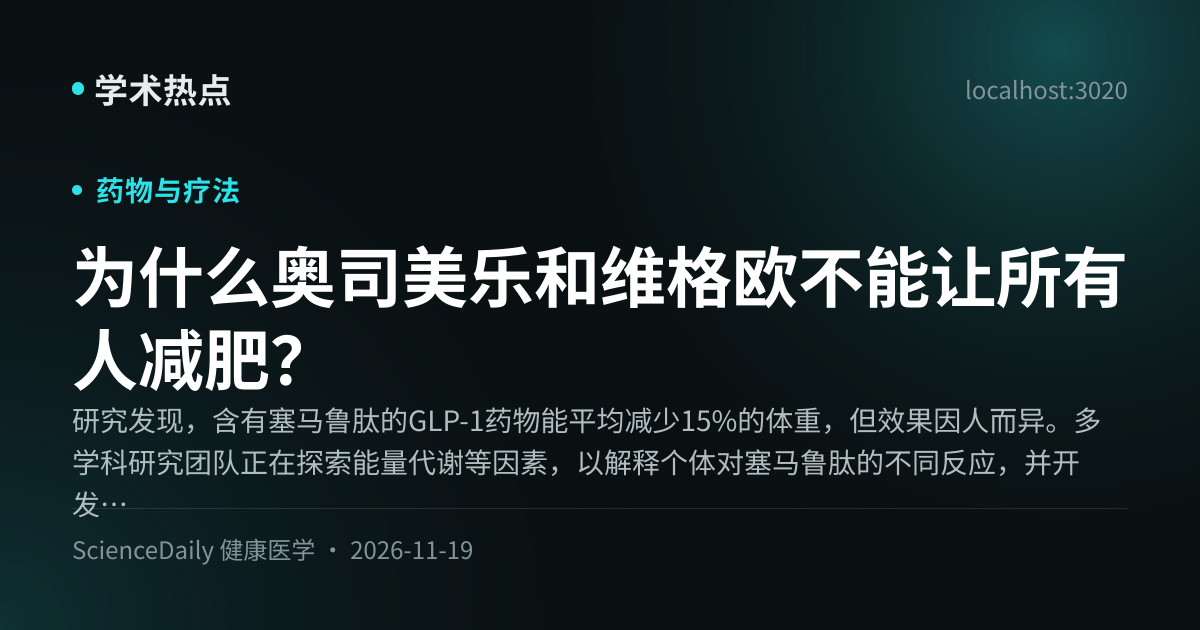 学术热点
localhost:3020
药物与疗法
为什么奥司美乐和维格欧不能让所有
人减肥？
研究发现，含有塞马鲁肽的GLP-1药物能平均减少15%的体重，但效果因人而异。多
学科研究团队正在探索能量代谢等因素，以解释个体对塞马鲁肽的不同反应，并开
发…
ScienceDaily 健康医学 • 2026-11-19